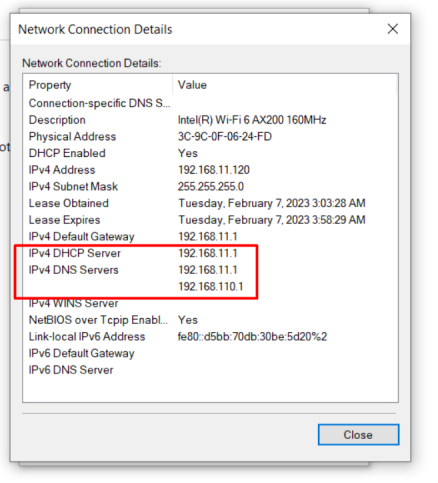 Network Connection Details
Network Connection Details:
Property Value
Connection-specific DNS S...
Description Intel(R) Wi-Fi 6 AX200 160MHz
Physical Address 3C-9C-0F-06-24-FD
DHCP Enabled Yes
IPv4 Address 192.168.11.120
IPv4 Subnet Mask 255.255.255.0
Lease Obtained Tuesday, February 7, 2023 3:03:28 AM
Lease Expires Tuesday, February 7, 2023 3:58:29 AM
IPv4 Default Gateway 192.168.11.1
IPv4 DHCP Server 192.168.11.1
IPv4 DNS Servers 192.168.11.1
192.168.110.1
IPv4 WINS Server
NetBIOS over Tcpip Enabl... Yes
Link-local IPv6 Address fe80::d5bb:70db:30be:5d20%2
IPv6 Default Gateway
IPv6 DNS Server
Close